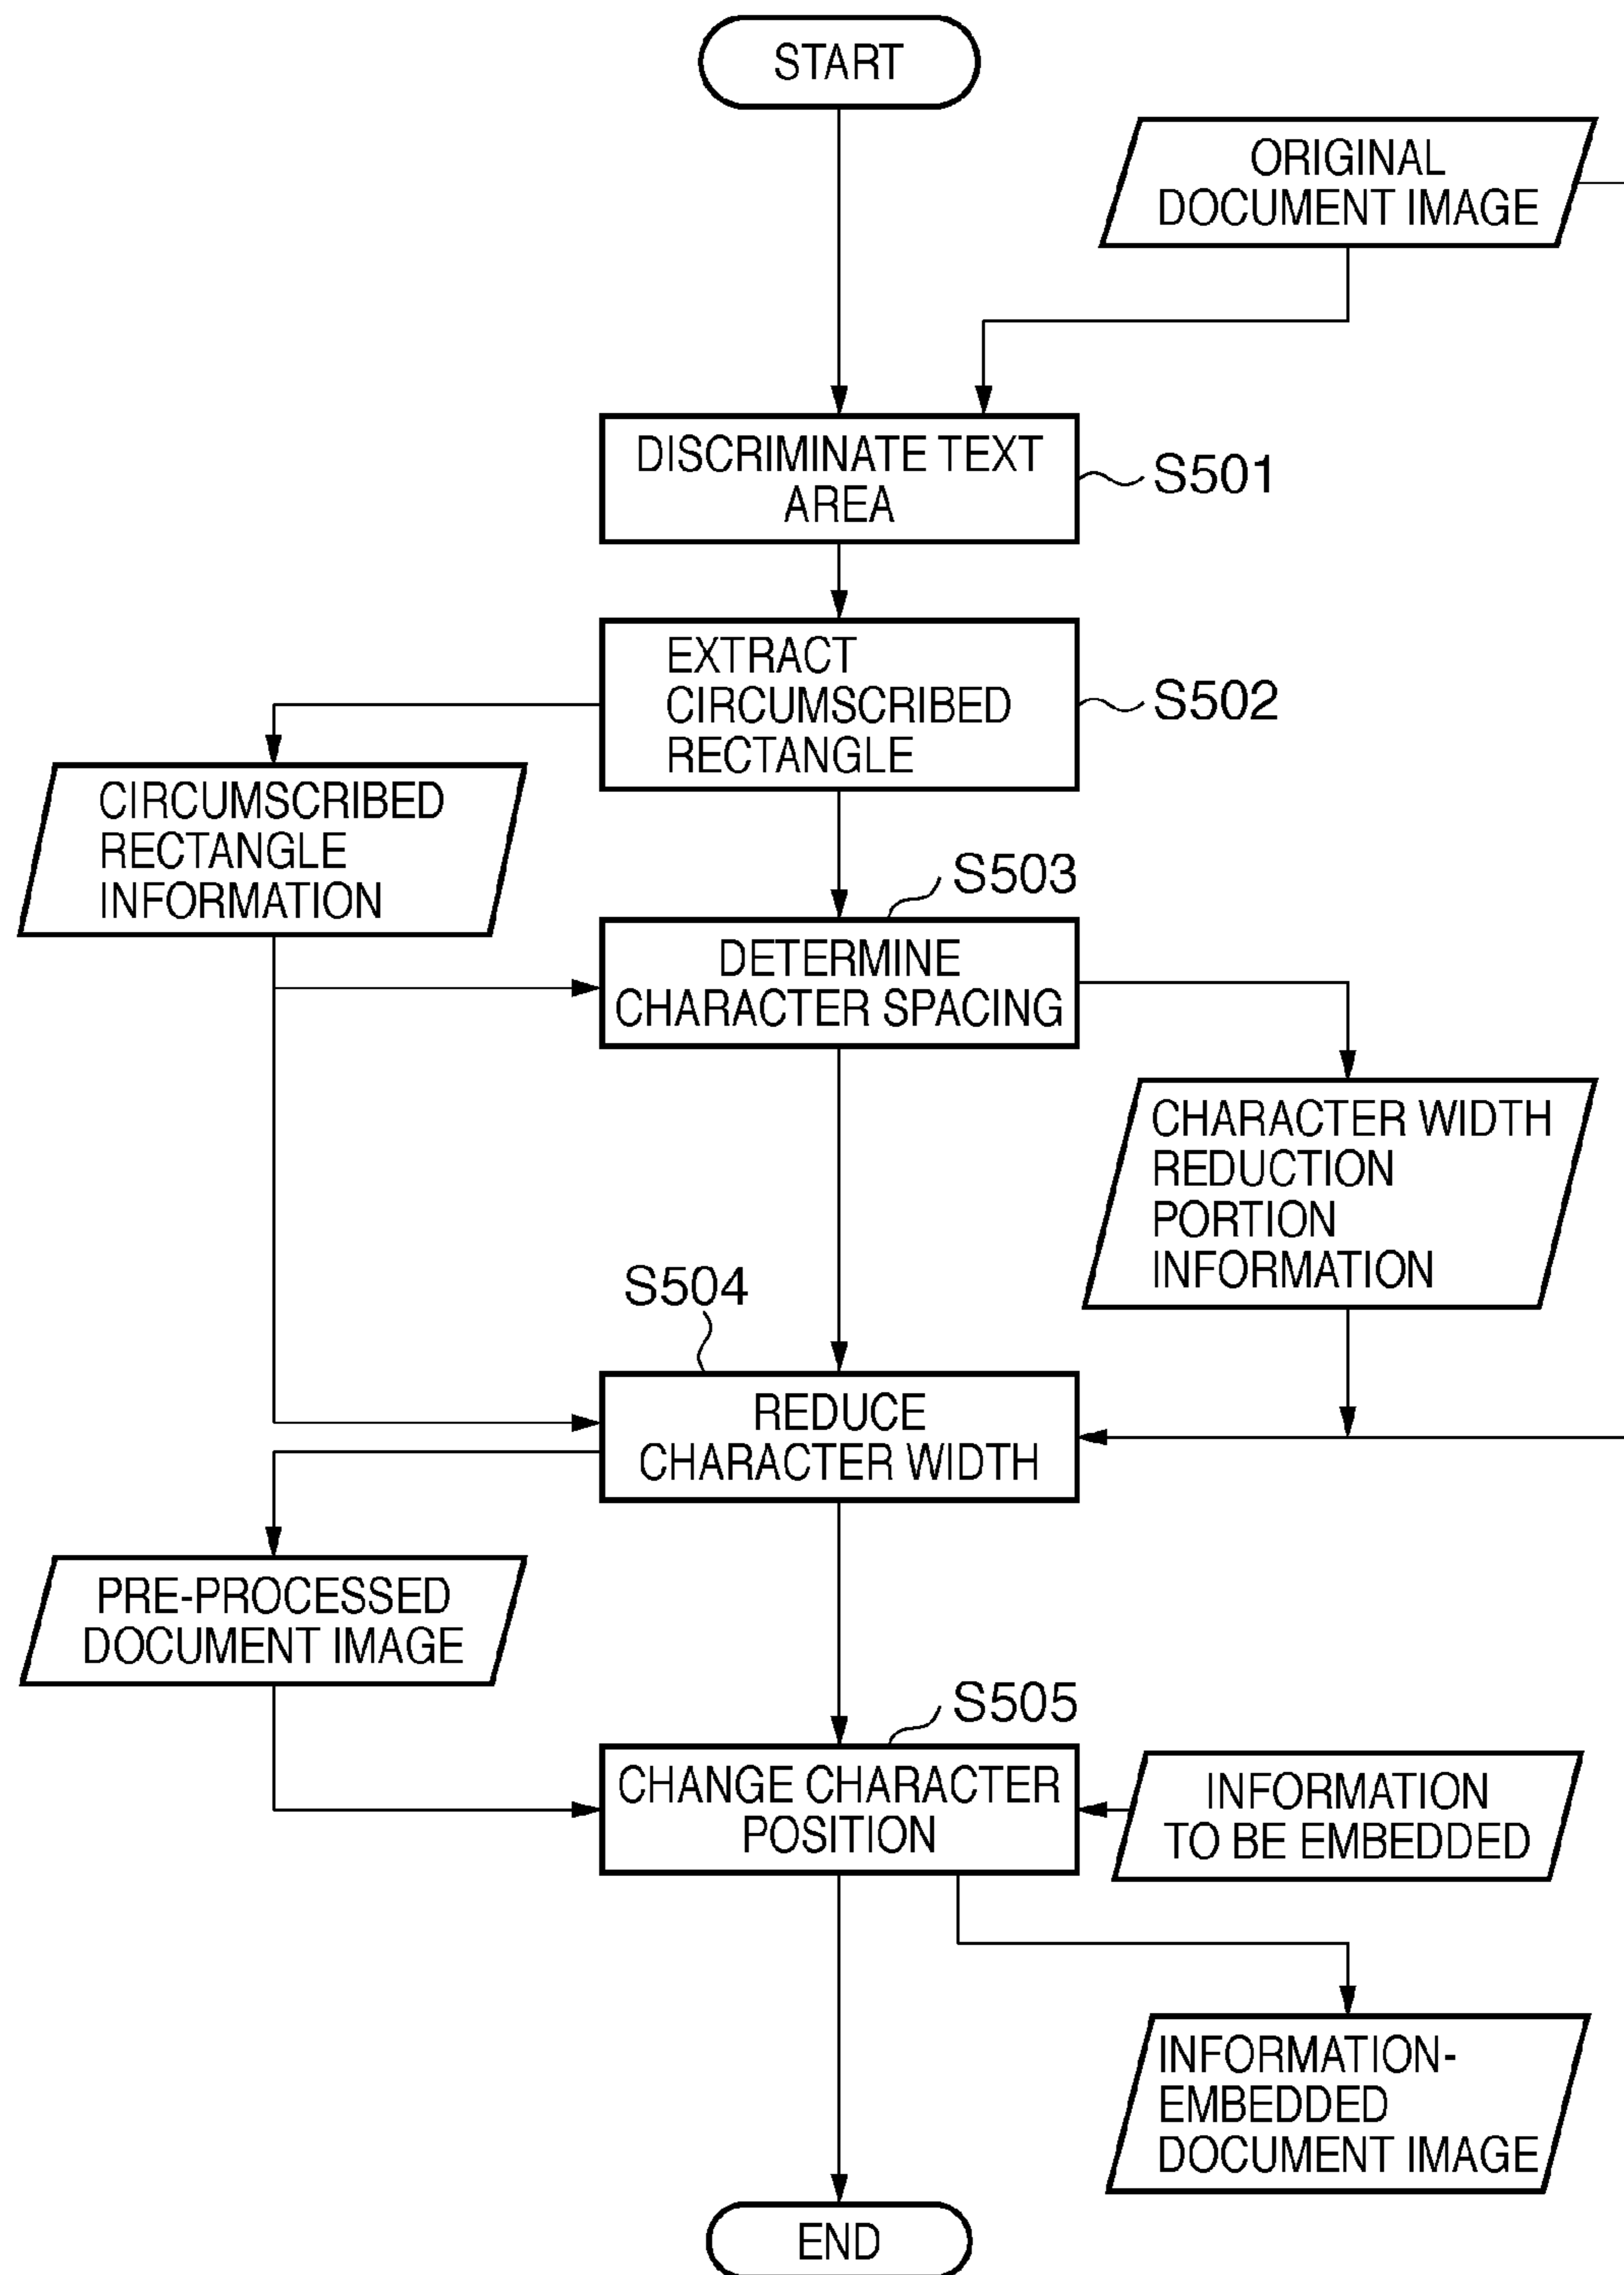 START
ORIGINAL
DOCUMENT IMAGE
DISCRIMINATE TEXT
AREA
S501
EXTRACT
CIRCUMSCRIBED
RECTANGLE
S502
CIRCUMSCRIBED
RECTANGLE
INFORMATION
S503
DETERMINE
CHARACTER SPACING
CHARACTER WIDTH
REDUCTION
PORTION
INFORMATION
S504
REDUCE
CHARACTER WIDTH
PRE-PROCESSED
DOCUMENT IMAGE
S505
CHANGE CHARACTER
POSITION
INFORMATION
TO BE EMBEDDED
INFORMATION-
EMBEDDED
DOCUMENT IMAGE
END